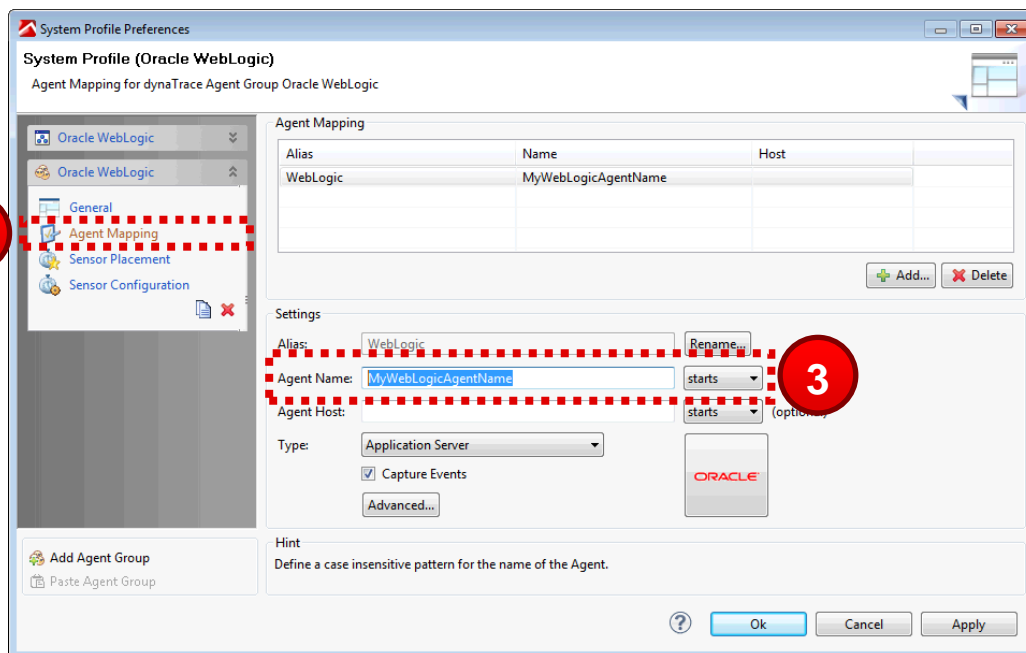 System Profile Preferences
System Profile (Oracle WebLogic)
Agent Mapping for dynaTrace Agent Group Oracle WebLogic
Oracle WebLogic
Oracle WebLogic
General
Agent Mapping
Sensor Placement
Sensor Configuration
Agent Mapping
Alias Name Host
WebLogic MyWebLogicAgentName
Add... Delete
Settings
Alias: WebLogic Rename...
Agent Name: MyWebLogicAgentName starts 3
Agent Host: starts (optional)
Type: Application Server
Capture Events
ORACLE
Advanced...
Add Agent Group
Paste Agent Group
Hint
Define a case insensitive pattern for the name of the Agent.
? Ok Cancel Apply